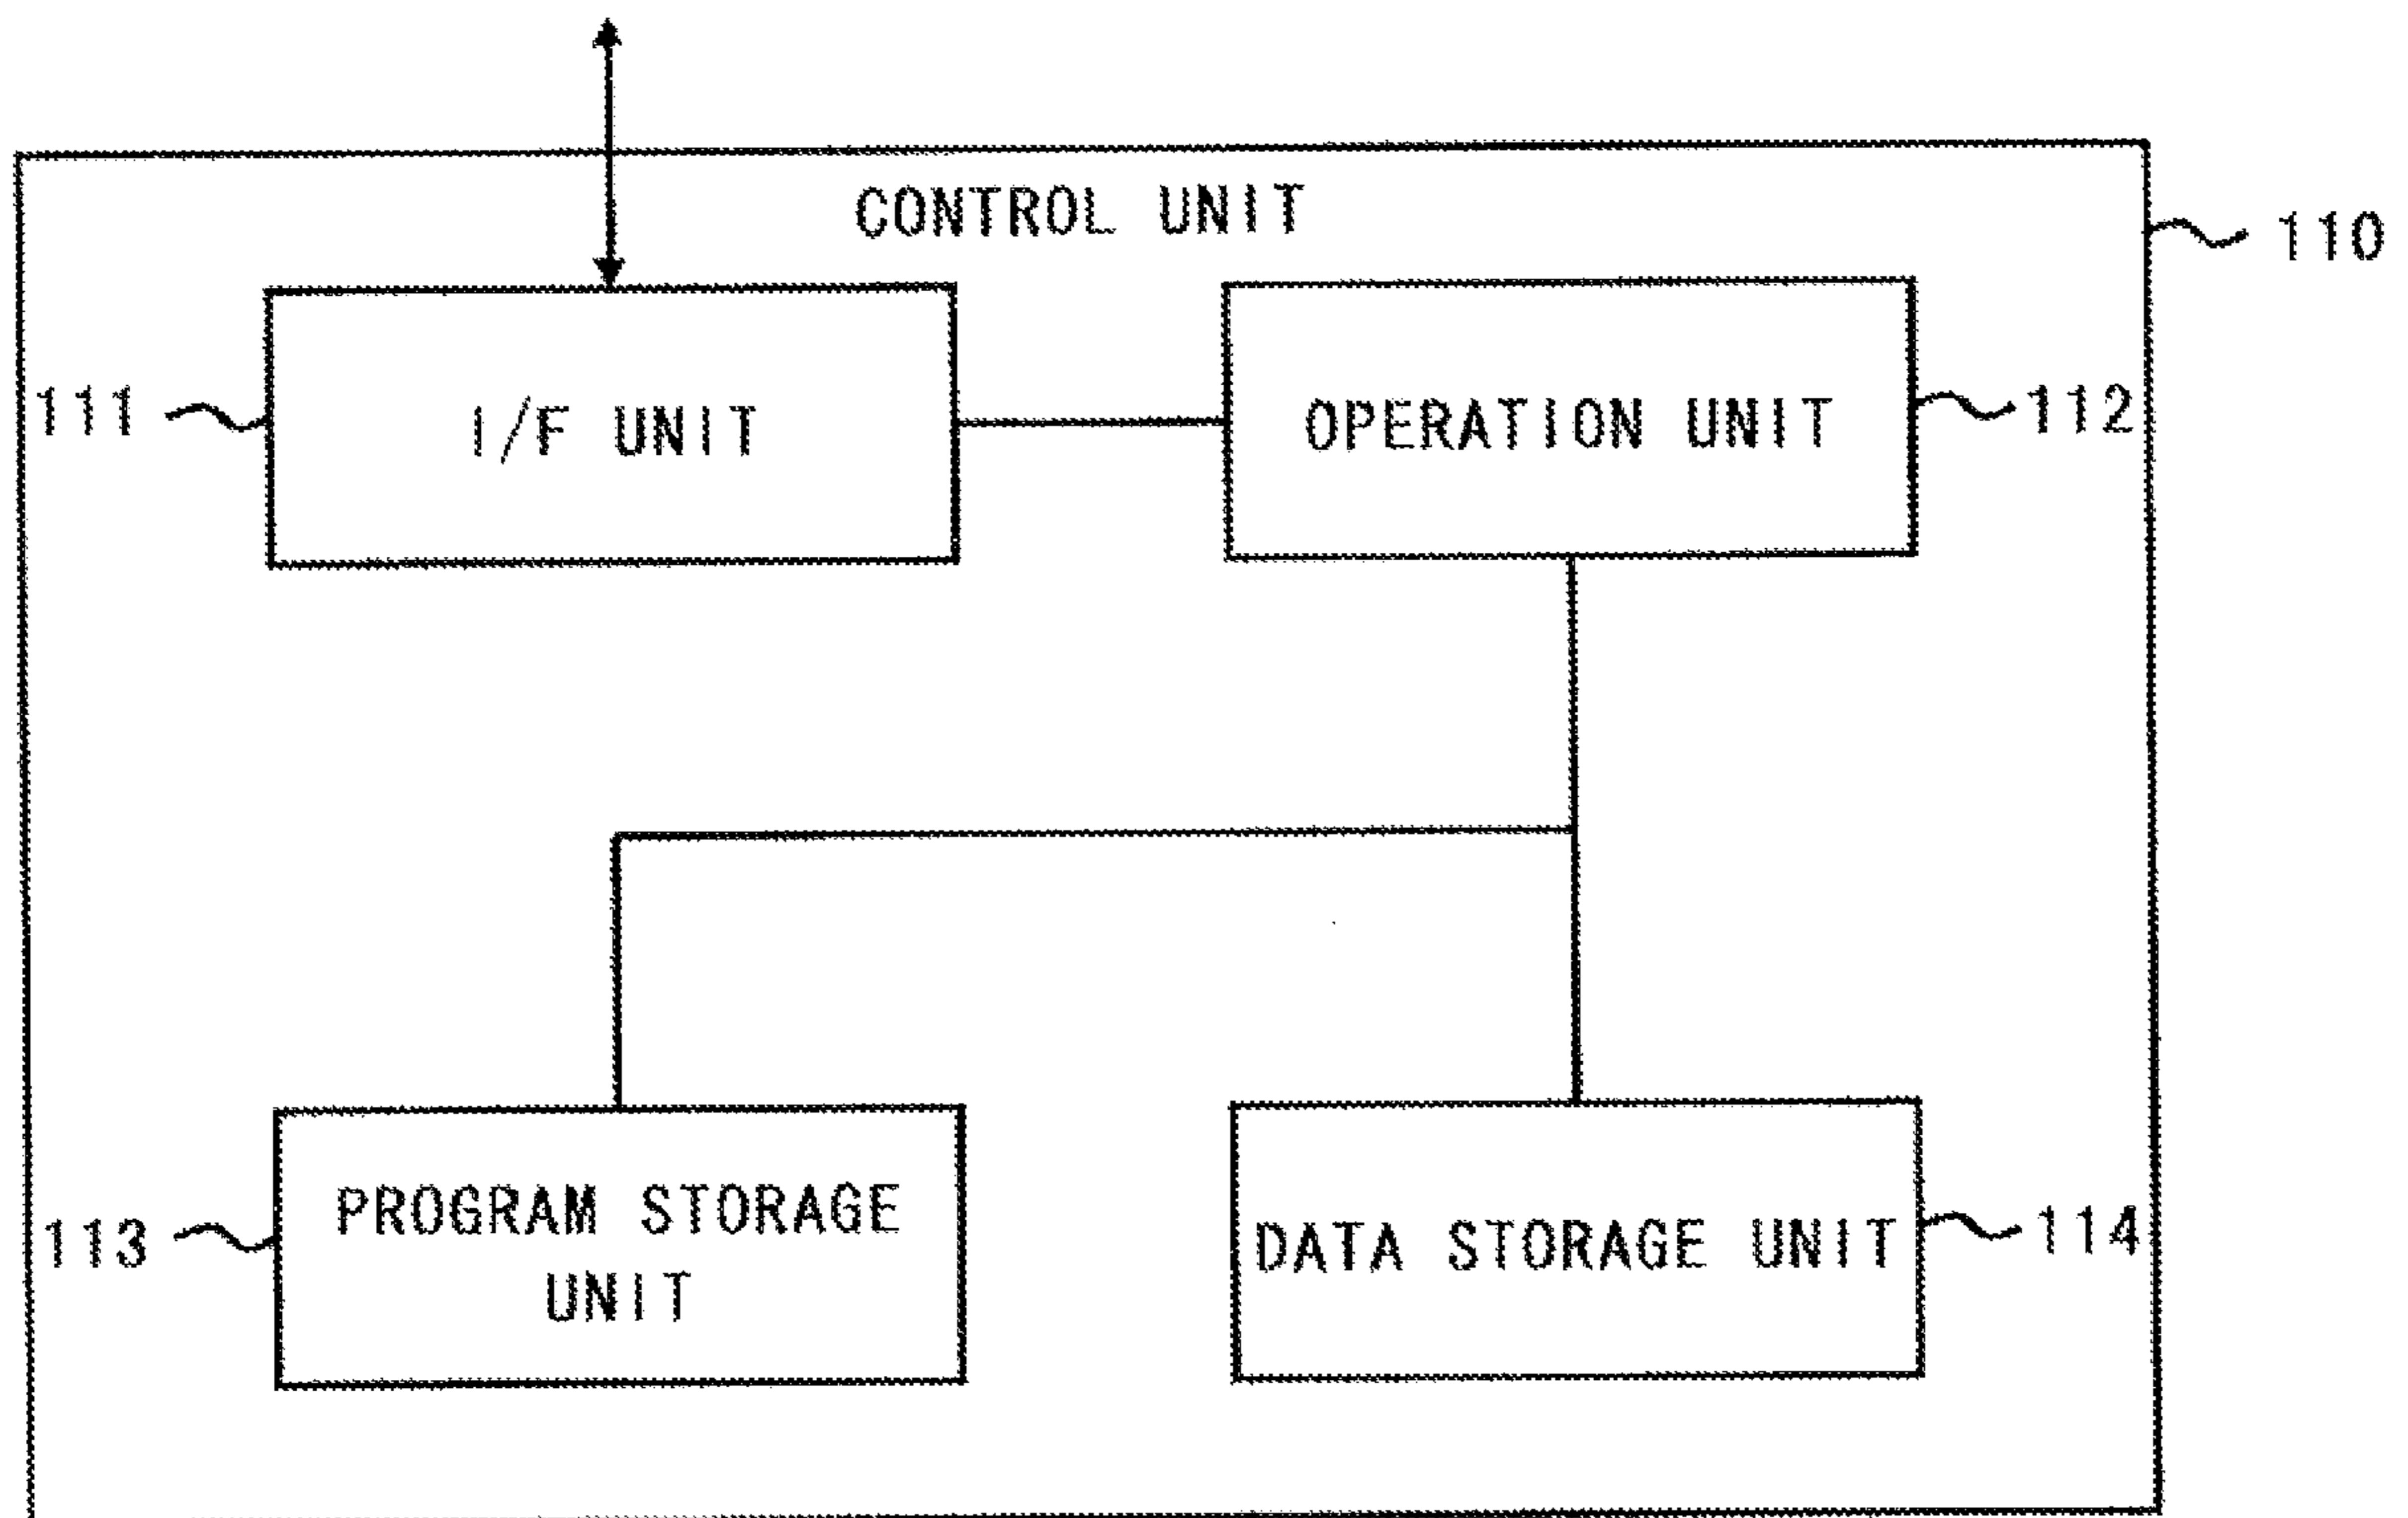 CONTROL UNIT
110
111
I/F UNIT
OPERATION UNIT
112
113
PROGRAM STORAGE
UNIT
DATA STORAGE UNIT
114